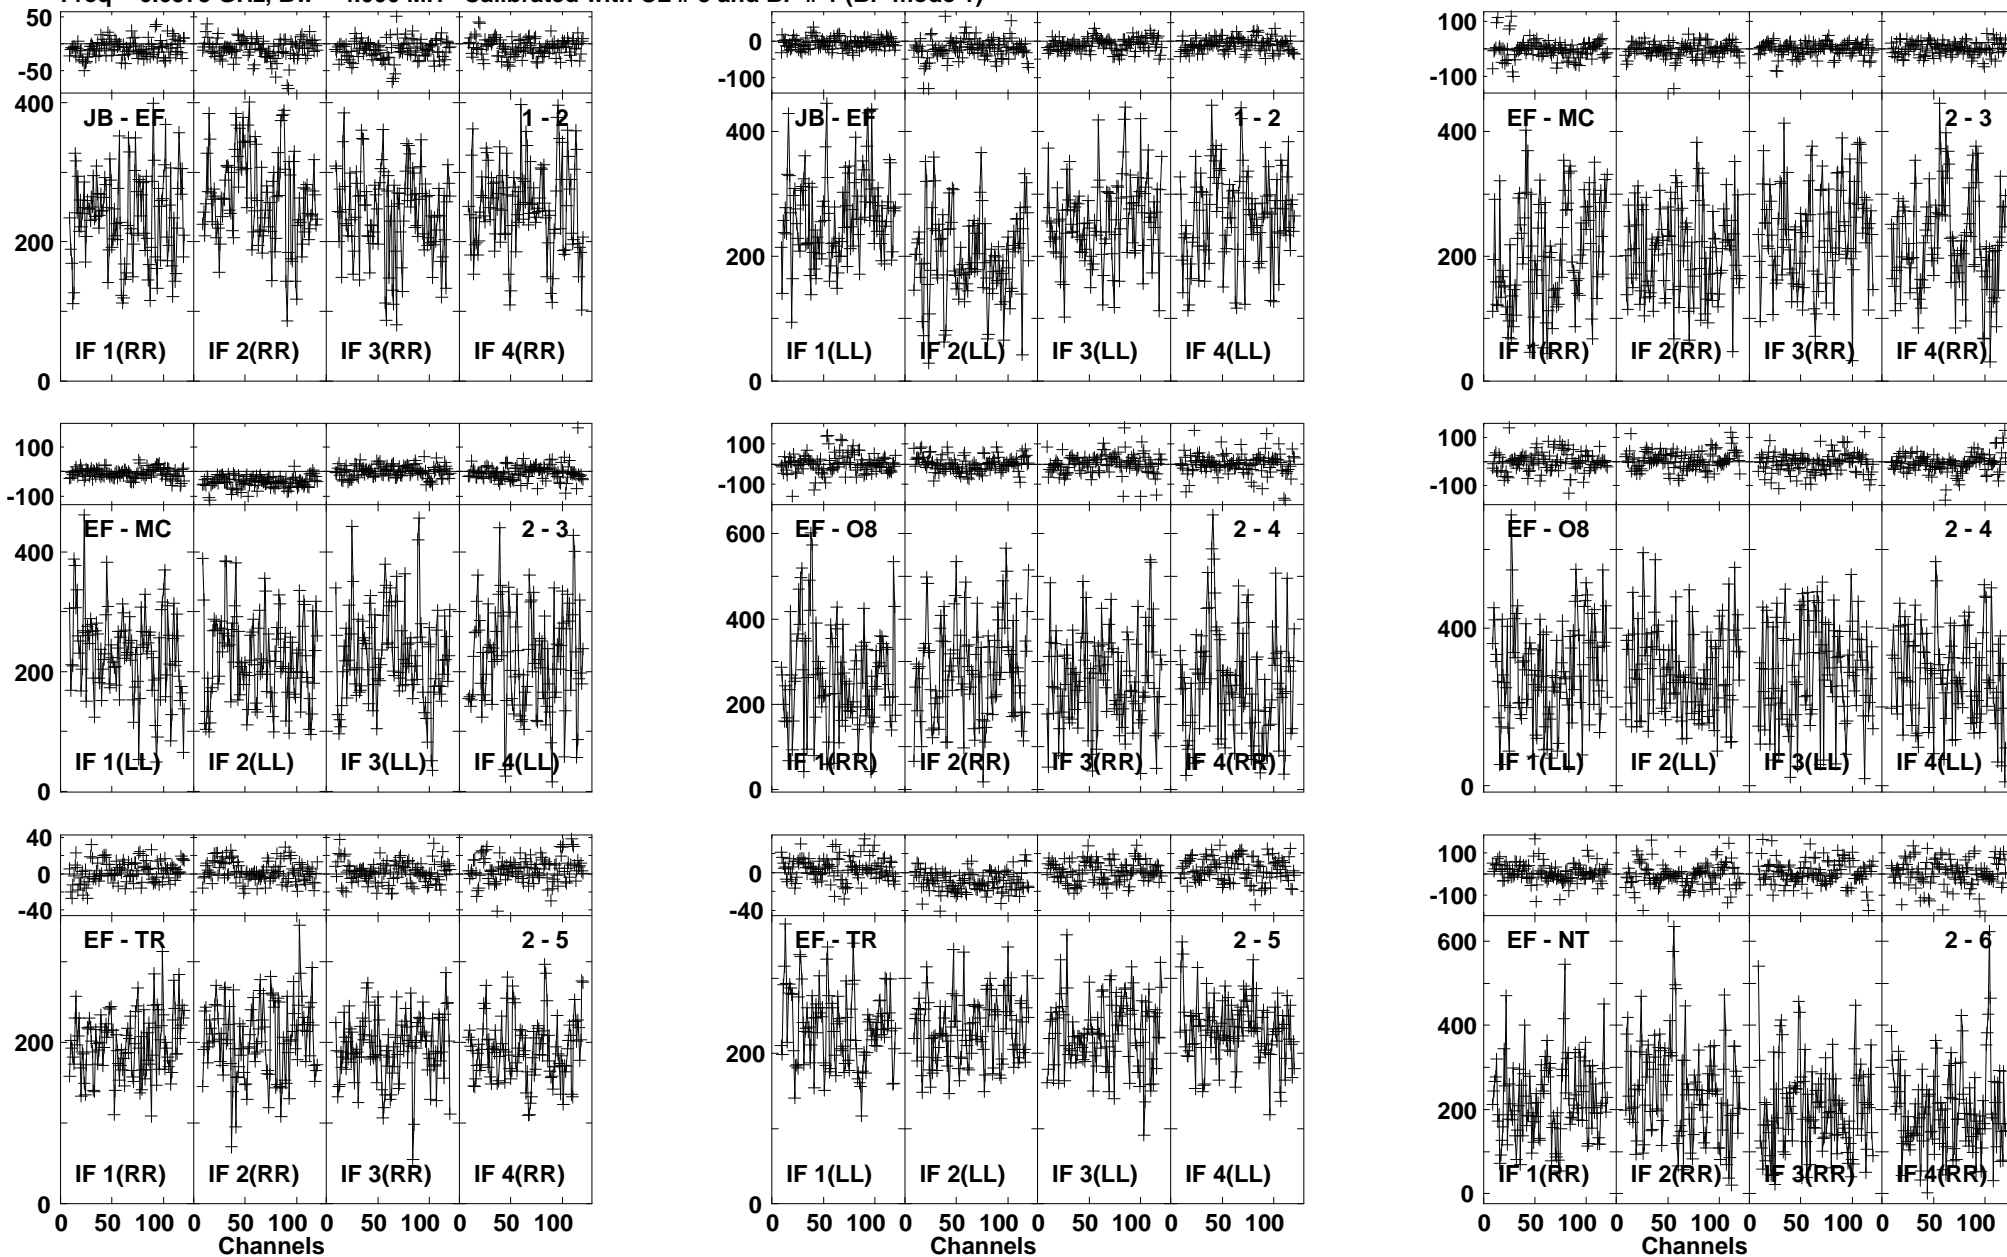 50
-50
400
200
0
JB - EF
1 - 2
IF 1(RR)
IF 2(RR)
IF 3(RR)
IF 4(RR)
0
-100
400
200
0
JB - EF
1 - 2
IF 1(LL)
IF 2(LL)
IF 3(LL)
IF 4(LL)
100
-100
400
200
0
EF - MC
2 - 3
IF 1(RR)
IF 2(RR)
IF 3(RR)
IF 4(RR)
100
-100
400
200
0
EF - MC
2 - 3
IF 1(LL)
IF 2(LL)
IF 3(LL)
IF 4(LL)
100
-100
600
400
200
0
EF - O8
2 - 4
IF 1(RR)
IF 2(RR)
IF 3(RR)
IF 4(RR)
100
-100
400
0
EF - O8
2 - 4
IF 1(LL)
IF 2(LL)
IF 3(LL)
IF 4(LL)
40
0
-40
200
0
EF - TR
2 - 5
IF 1(RR)
IF 2(RR)
IF 3(RR)
IF 4(RR)
0 50 100 0 50 100 0 50 100 0 50 100
Channels
40
0
-40
200
0
EF - TR
2 - 5
IF 1(LL)
IF 2(LL)
IF 3(LL)
IF 4(LL)
0 50 100 0 50 100 0 50 100 0 50 100
Channels
100
-100
600
400
200
0
EF - NT
2 - 6
IF 1(RR)
IF 2(RR)
IF 3(RR)
IF 4(RR)
0 50 100 0 50 100 0 50 100 0 50 100
Channels